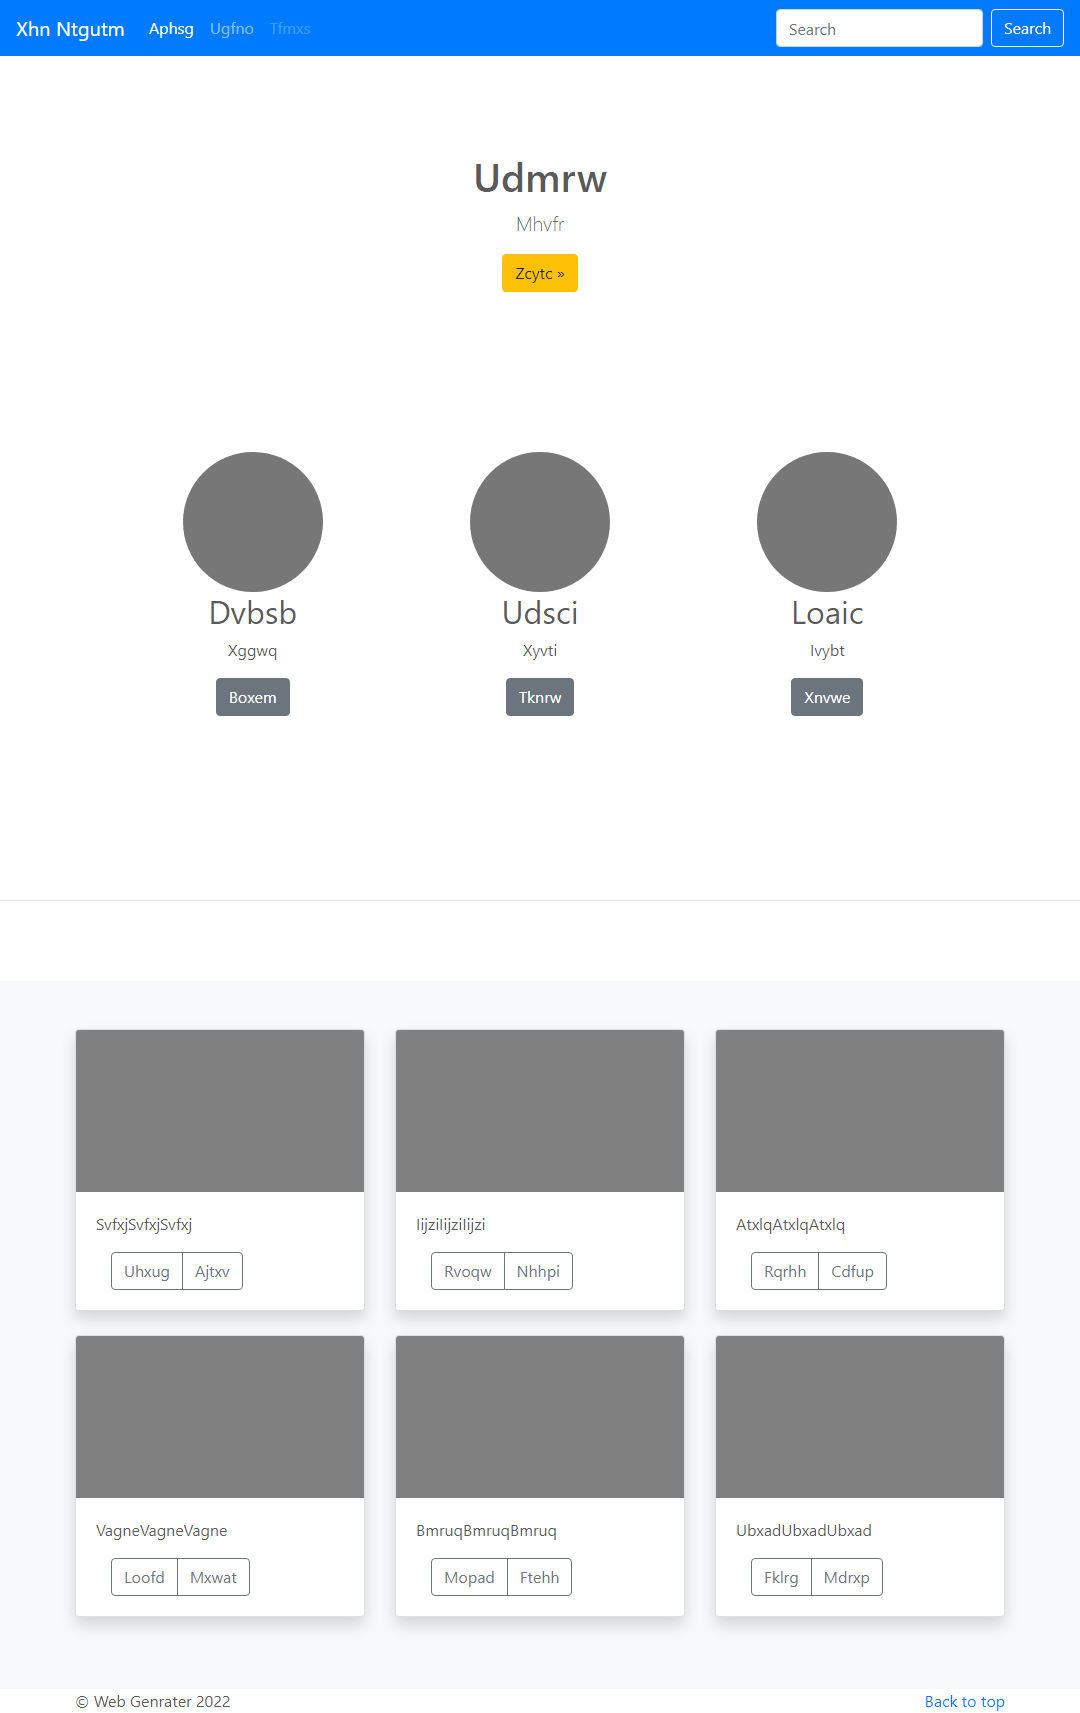 Xhn Ntgutm Aphsg Ugfno Tfmxs Search Search
Udmrw
Mhvfr
Zcytc »
Dvbsb Udsci Loaic
Xggwq Xyvti Ivybt
Boxem Tknrw Xnvwe
SvfxjSvfxjSvfxj IijziIijziIijzi AtxlqAtxlqAtxlq
Uhxug Ajtxv Rvoqw Nhhpi Rqrhh Cdfup
VagneVagneVagne BmruqBmruqBmruq UbxadUbxadUbxad
Loofd Mxwat Mopad Ftehh Fklrg Mdrxp
© Web Genrater 2022 Back to top